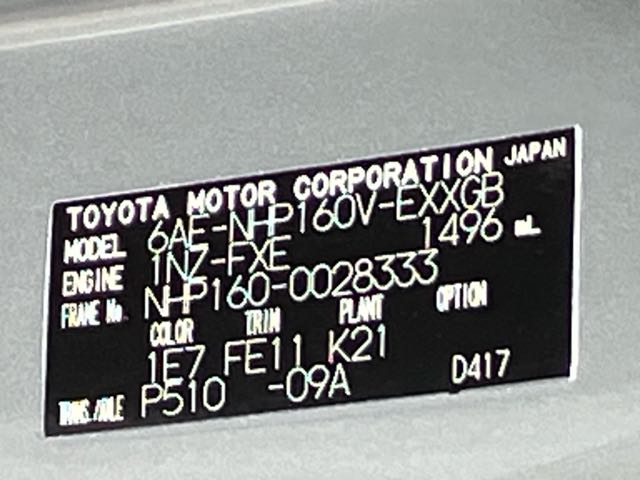 TOYOTA MOTOR CORPORATION JAPAN
MODEL 6AE-NHP160V-EXXGB
ENGINE 1NZ-FXE 1496 mL
FRAME No. NHP160-0028333
COLOR TRIM PLANT OPTION
1E7 FE11 K21
TRANS./AXLE P510 -09A D417